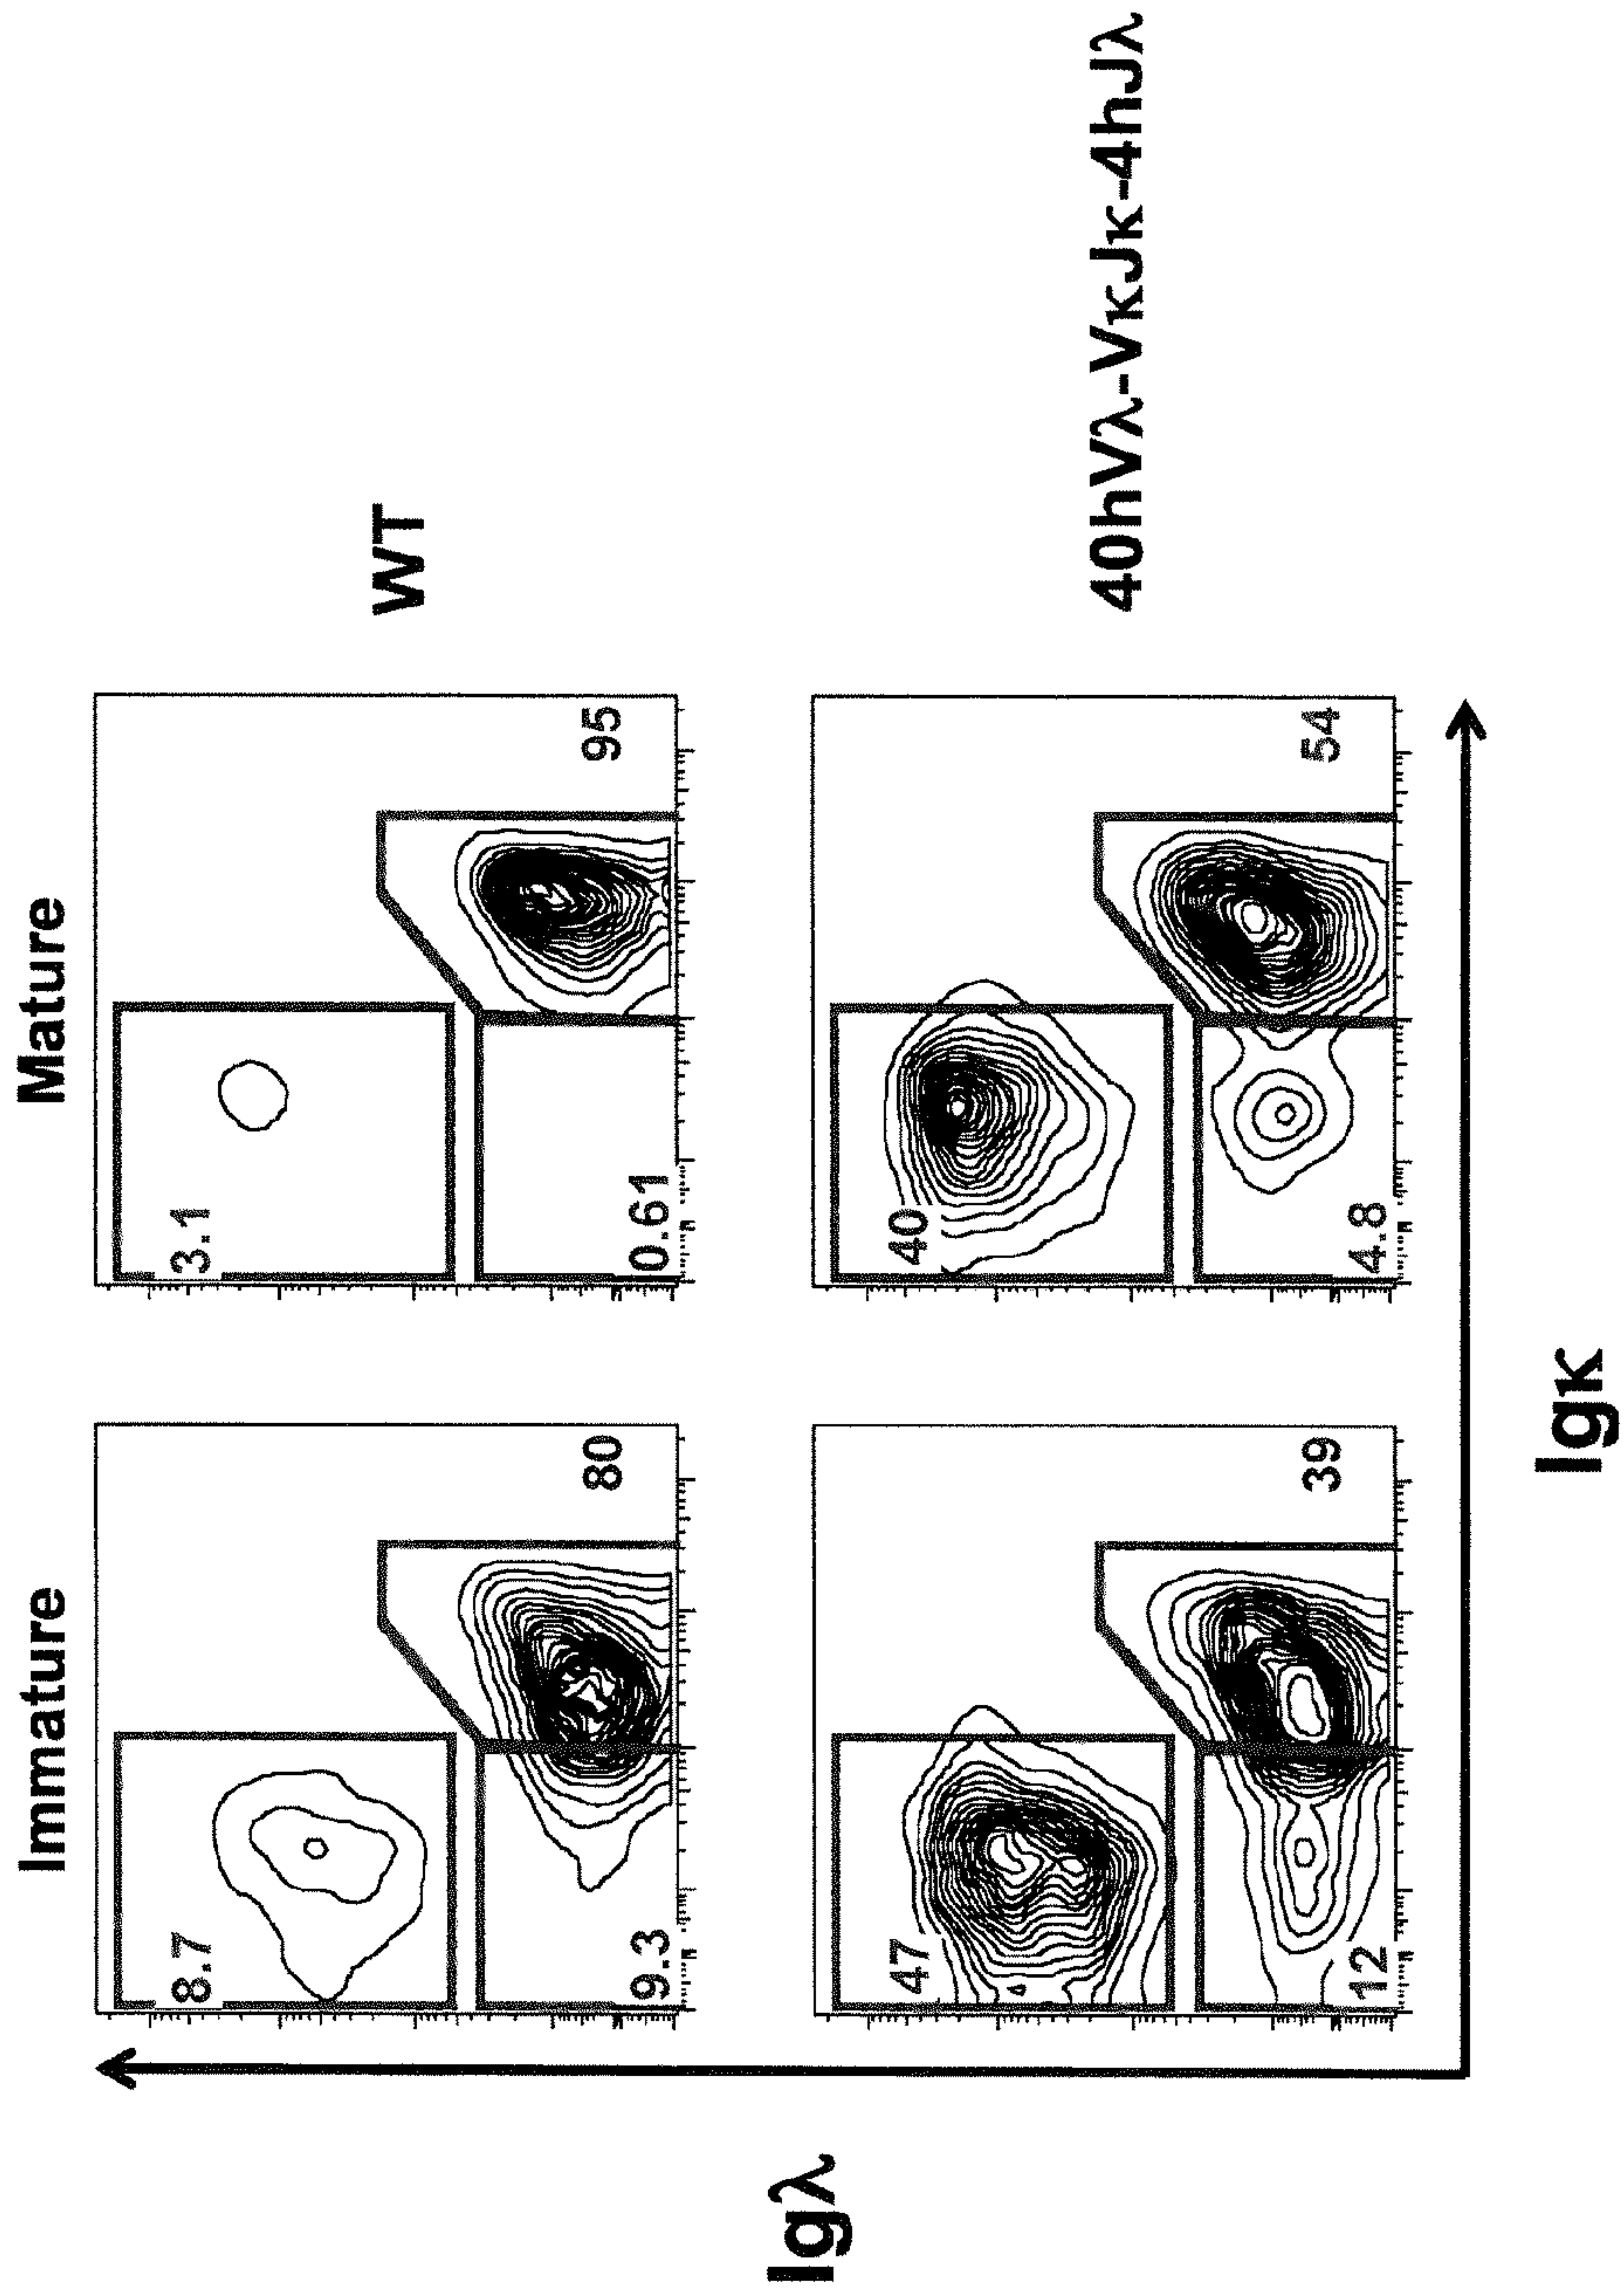 Immature
Mature
8.7
80
9.3
3.1
95
0.61
WT
47
39
12
40
54
4.8
40hVλ-VκJκ-4hJλ
Igλ
Igκ